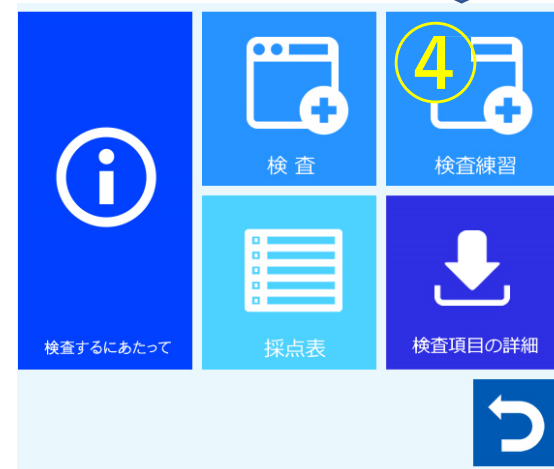 ④
検 査
検査練習
検査するにあたって
採点表
検査項目の詳細